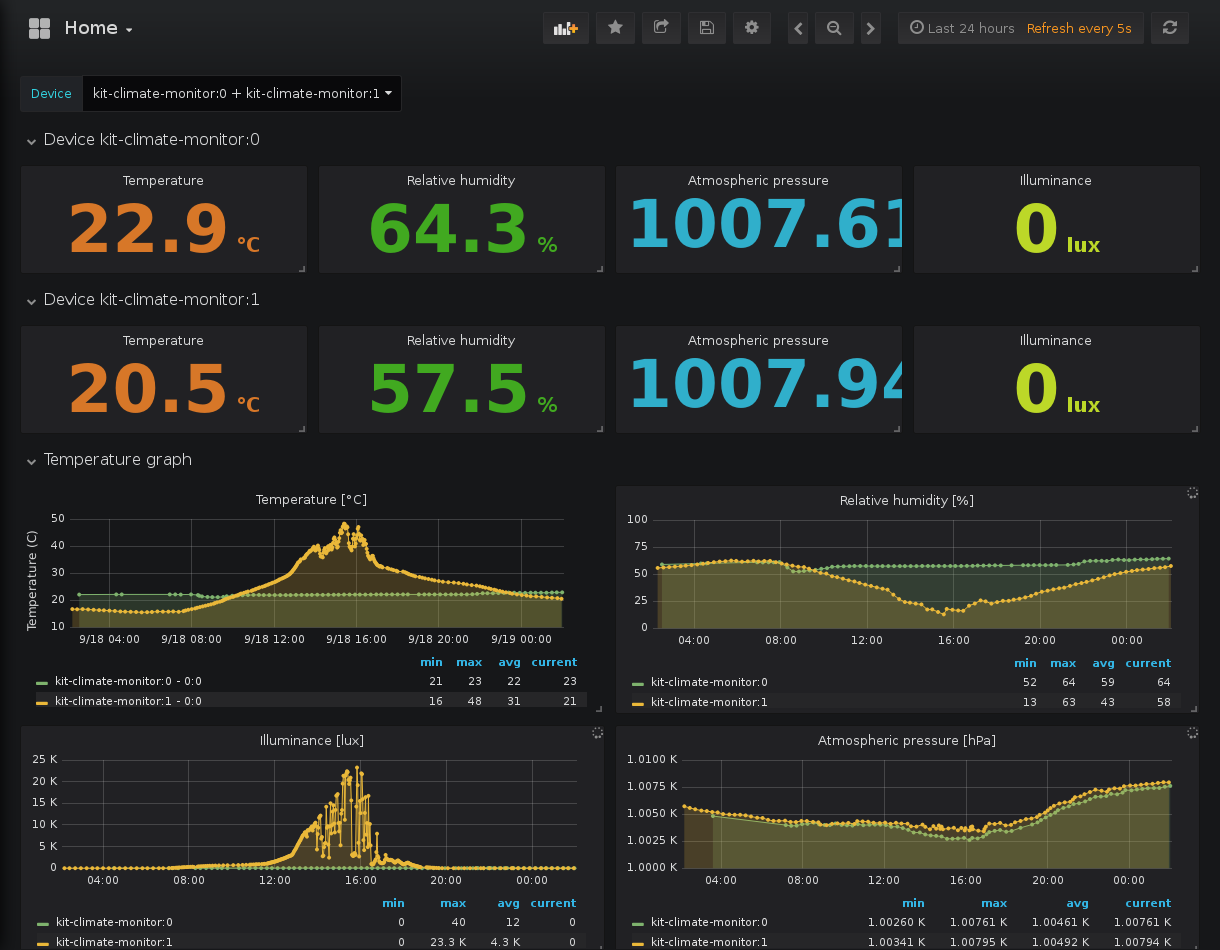 Home
Last 24 hours Refresh every 5s
Device kit-climate-monitor:0 + kit-climate-monitor:1
Device kit-climate-monitor:0
Temperature Relative humidity Atmospheric pressure Illuminance
22.9 °C 64.3 % 1007.61 0 lux
Device kit-climate-monitor:1
Temperature Relative humidity Atmospheric pressure Illuminance
20.5 °C 57.5 % 1007.94 0 lux
Temperature graph
Temperature [°C]
Temperature (C)
50
40
30
20
10
9/18 04:00 9/18 08:00 9/18 12:00 9/18 16:00 9/18 20:00 9/19 00:00
min max avg current
kit-climate-monitor:0 - 0:0 21 23 22 23
kit-climate-monitor:1 - 0:0 16 48 31 21
Relative humidity [%]
100
75
50
25
0
04:00 08:00 12:00 16:00 20:00 00:00
min max avg current
kit-climate-monitor:0 52 64 59 64
kit-climate-monitor:1 13 63 43 58
Illuminance [lux]
25 K
20 K
15 K
10 K
5 K
0
04:00 08:00 12:00 16:00 20:00 00:00
min max avg current
kit-climate-monitor:0 0 40 12 0
kit-climate-monitor:1 0 23.3 K 4.3 K 0
Atmospheric pressure [hPa]
1.0100 K
1.0075 K
1.0050 K
1.0025 K
1.0000 K
04:00 08:00 12:00 16:00 20:00 00:00
min max avg current
kit-climate-monitor:0 1.00260 K 1.00761 K 1.00461 K 1.00761 K
kit-climate-monitor:1 1.00341 K 1.00795 K 1.00492 K 1.00794 K